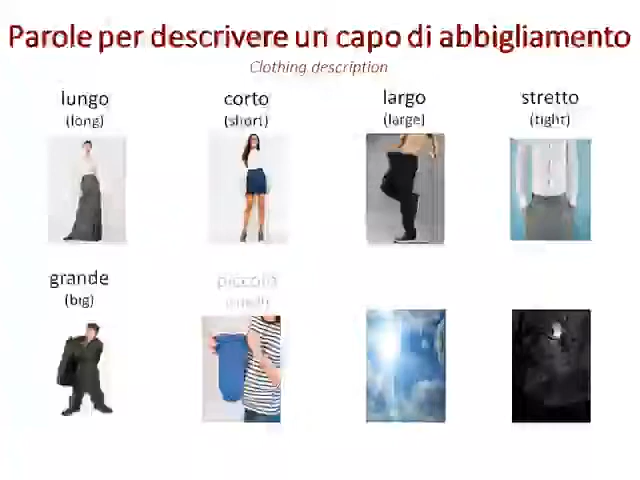 Parole per descrivere un capo di abbigliamento
Clothing description
lungo
(long)
corto
(short)
largo
(large)
stretto
(tight)
grande
(big)
piccolo